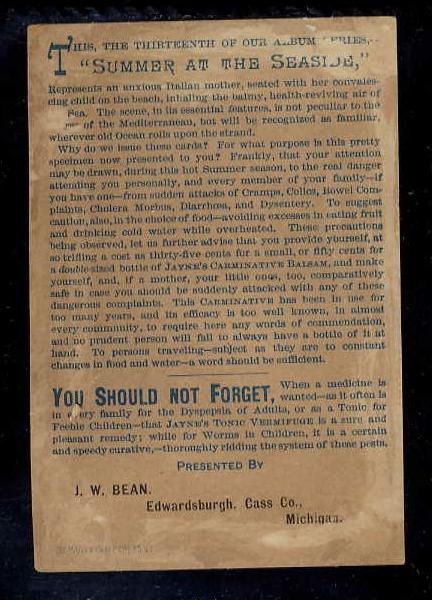 THIS, THE THIRTEENTH OF OUR ALBUM SERIES,
"SUMMER AT THE SEASIDE,"
Represents an anxious Italian mother, seated with her convales-
cing child on the beach, inhaling the balmy, health-reviving air of
Sea. The scene, in its essential features, is not peculiar to the
of the Mediterranean, but will be recognized as familiar,
wherever old Ocean rolls upon the strand.
Why do we issue these cards? For what purpose is this pretty
specimen now presented to you? Frankly, that your attention
may be drawn, during this hot Summer season, to the real danger
attending you personally, and every member of your family—if
you have one—from sudden attacks of Cramps, Colics, Bowel Com-
plaints, Cholera Morbus, Diarrhœa, and Dysentery. To suggest
caution, also, in the choice of food—avoiding excesses in eating fruit
and drinking cold water while overheated. These precautions
being observed, let us further advise that you provide yourself, at
so trifling a cost as thirty-five cents for a small, or fifty cents for
a double-sized bottle of JAYNE'S CARMINATIVE BALSAM, and make
yourself, and, if a mother, your little ones, too, comparatively
safe in case you should be suddenly attacked with any of these
dangerous complaints. This CARMINATIVE has been in use for
too many years, and its efficacy is too well known, in almost
every community, to require here any words of commendation,
and no prudent person will fail to always have a bottle of it at
hand. To persons traveling—subject as they are to constant
changes in food and water—a word should be sufficient.
YOU SHOULD NOT FORGET, When a medicine is
wanted—as it often is
in every family for the Dyspepsia of Adults, or as a Tonic for
Feeble Children—that JAYNE'S TONIC VERMIFUGE is a sure and
pleasant remedy; while for Worms in Children, it is a certain
and speedy curative,—thoroughly ridding the system of these pests.
PRESENTED BY
J. W. BEAN.
Edwardsburgh, Cass Co.,
Michigan.